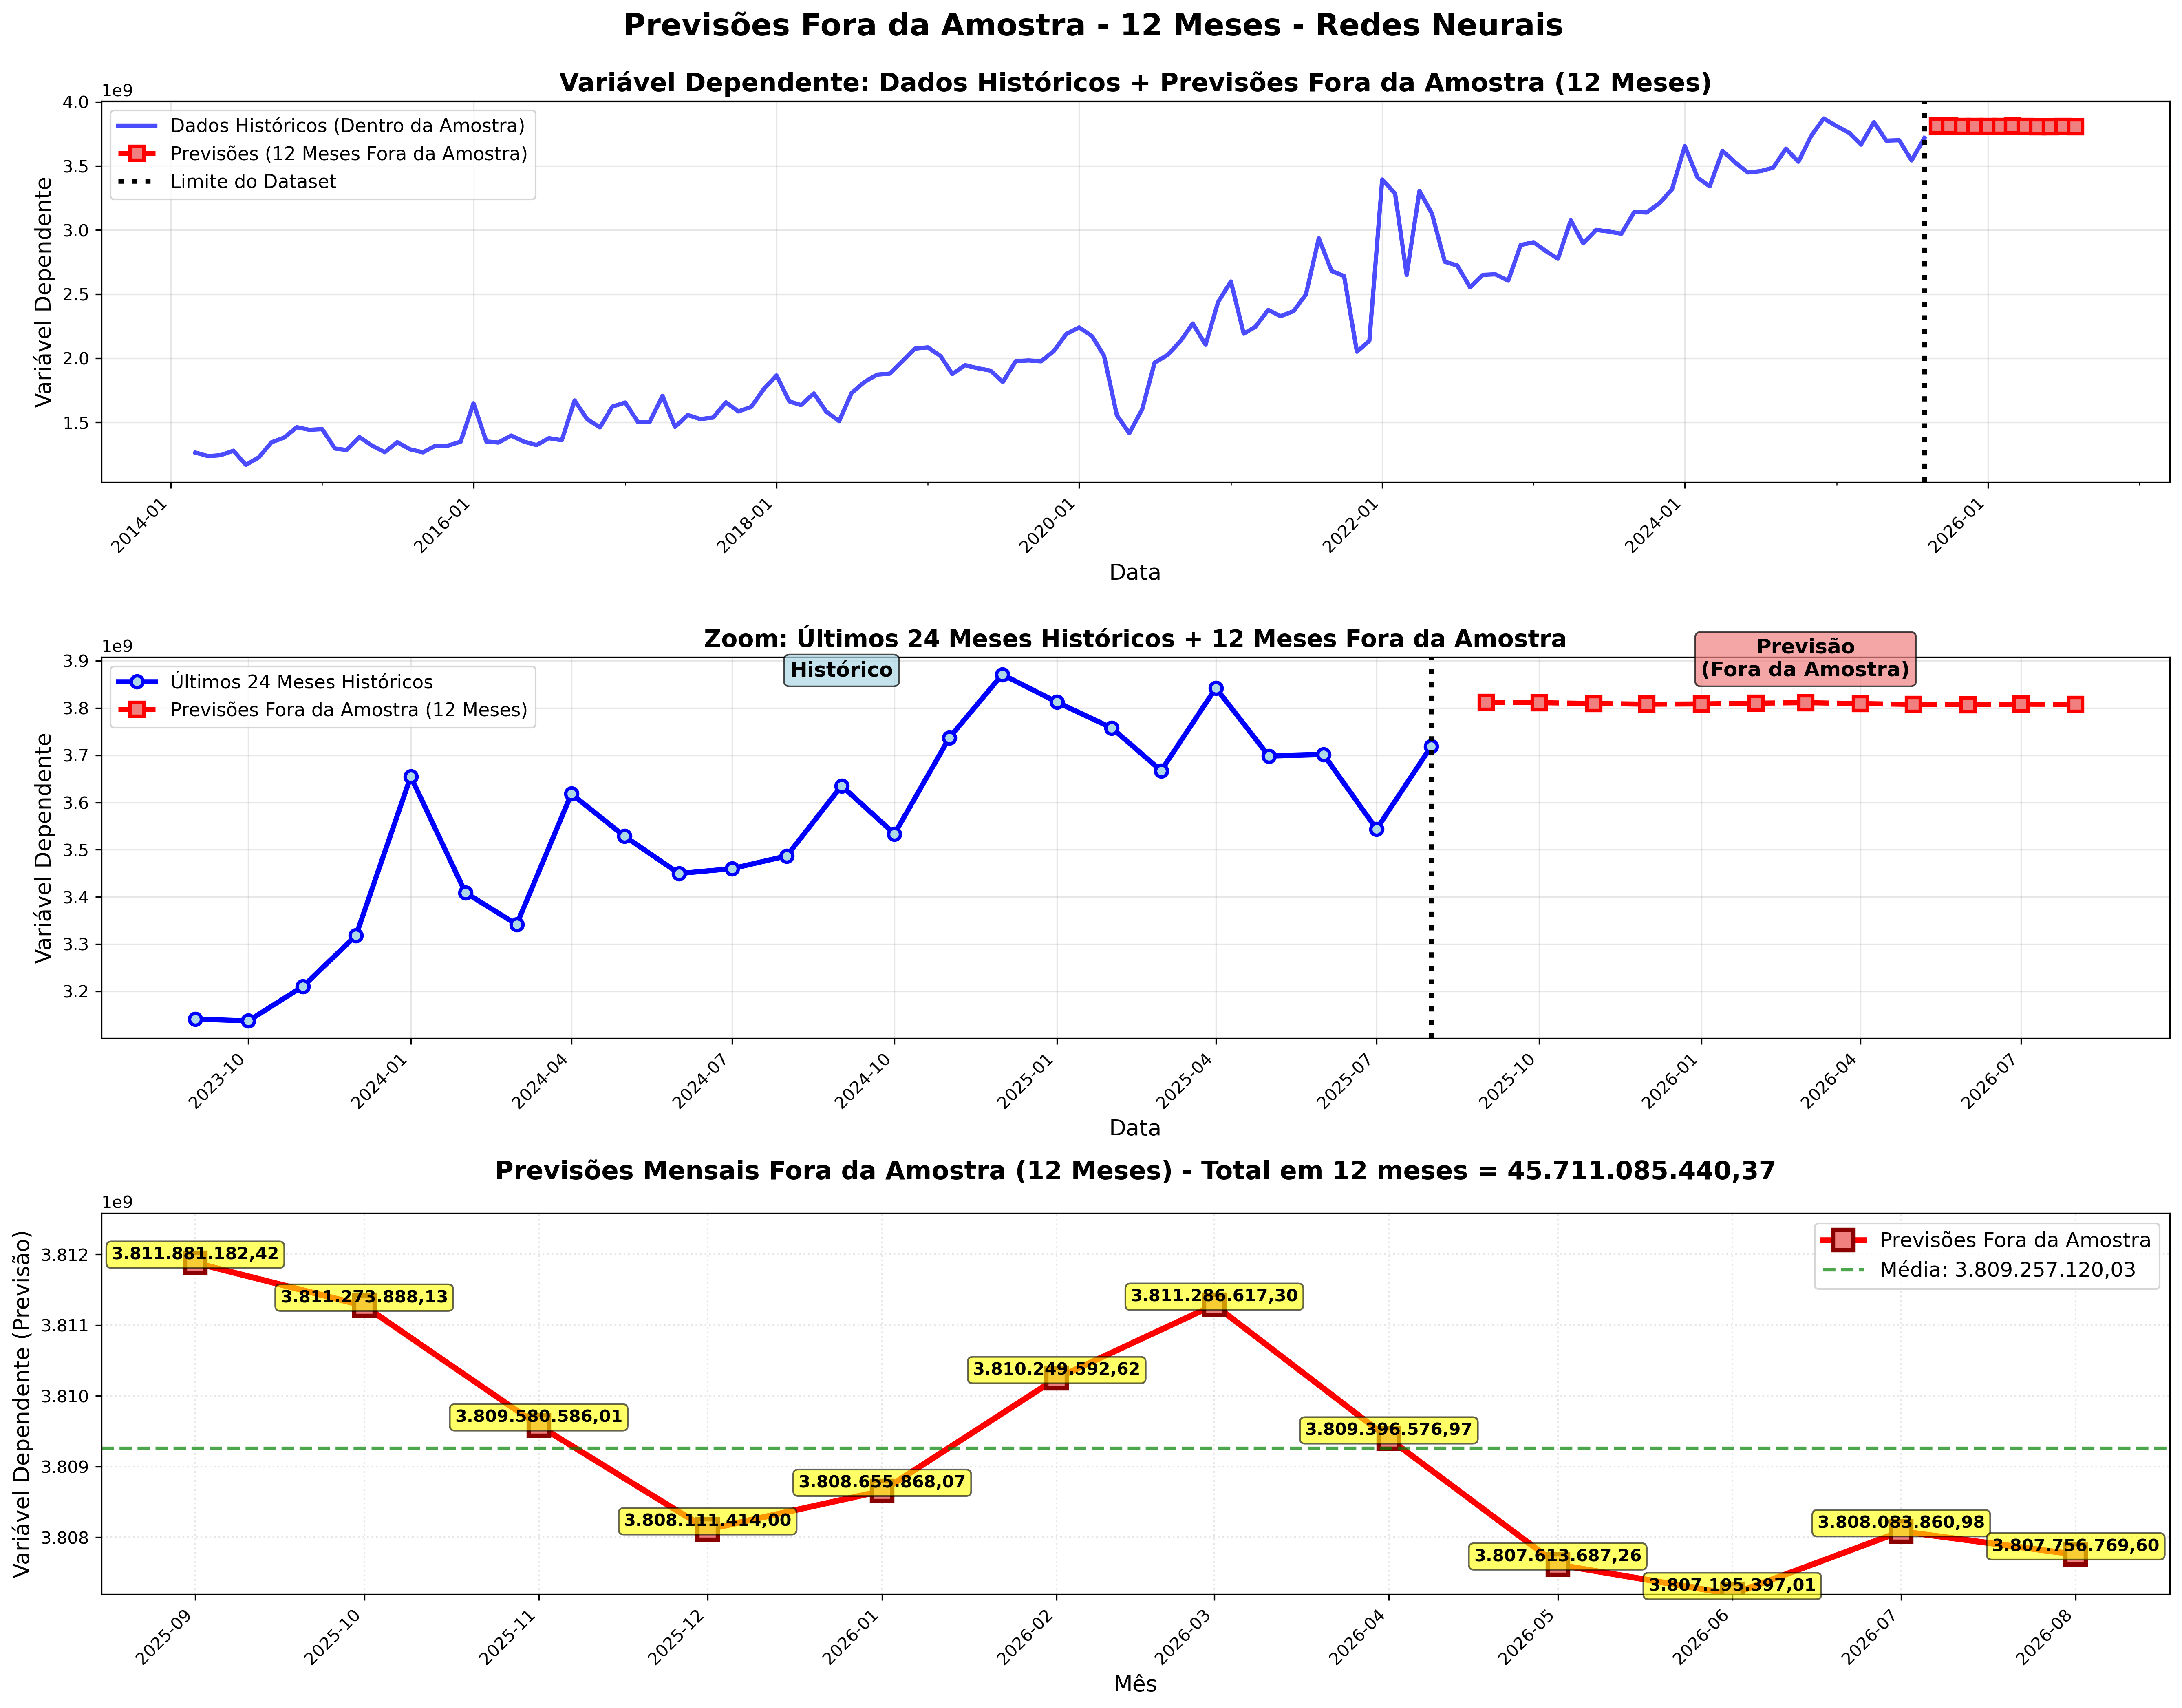 Previsões Fora da Amostra - 12 Meses - Redes Neurais
Variável Dependente: Dados Históricos + Previsões Fora da Amostra (12 Meses)
1e9
Dados Históricos (Dentro da Amostra)
Previsões (12 Meses Fora da Amostra)
Limite do Dataset
Variável Dependente
4.0
3.5
3.0
2.5
2.0
1.5
2014-01
2016-01
2018-01
2020-01
2022-01
2024-01
2026-01
Data
Zoom: Últimos 24 Meses Históricos + 12 Meses Fora da Amostra
1e9
Últimos 24 Meses Históricos
Previsões Fora da Amostra (12 Meses)
Histórico
Previsão
(Fora da Amostra)
Variável Dependente
3.9
3.8
3.7
3.6
3.5
3.4
3.3
3.2
2023-10
2024-01
2024-04
2024-07
2024-10
2025-01
2025-04
2025-07
2025-10
2026-01
2026-04
2026-07
Data
Previsões Mensais Fora da Amostra (12 Meses) - Total em 12 meses = 45.711.085.440,37
1e9
Previsões Fora da Amostra
Média: 3.809.257.120,03
Variável Dependente (Previsão)
3.812
3.811
3.810
3.809
3.808
3.811.881.182,42
3.811.273.888,13
3.809.580.586,01
3.808.111.414,00
3.808.655.868,07
3.810.249.592,62
3.811.286.617,30
3.809.396.576,97
3.807.613.687,26
3.807.195.397,01
3.808.083.860,98
3.807.756.769,60
2025-09
2025-10
2025-11
2025-12
2026-01
2026-02
2026-03
2026-04
2026-05
2026-06
2026-07
2026-08
Mês